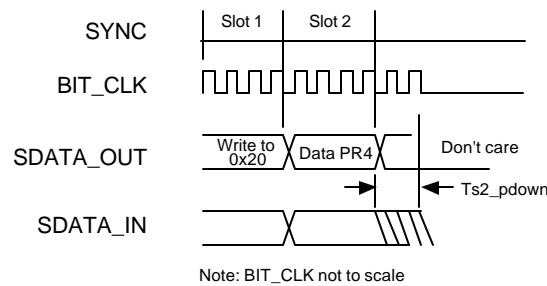 Slot 1 Slot 2
SYNC
BIT_CLK
SDATA_OUT
Write to
0x20
Data PR4
Don't care
Ts2_pdown
SDATA_IN
Note: BIT_CLK not to scale